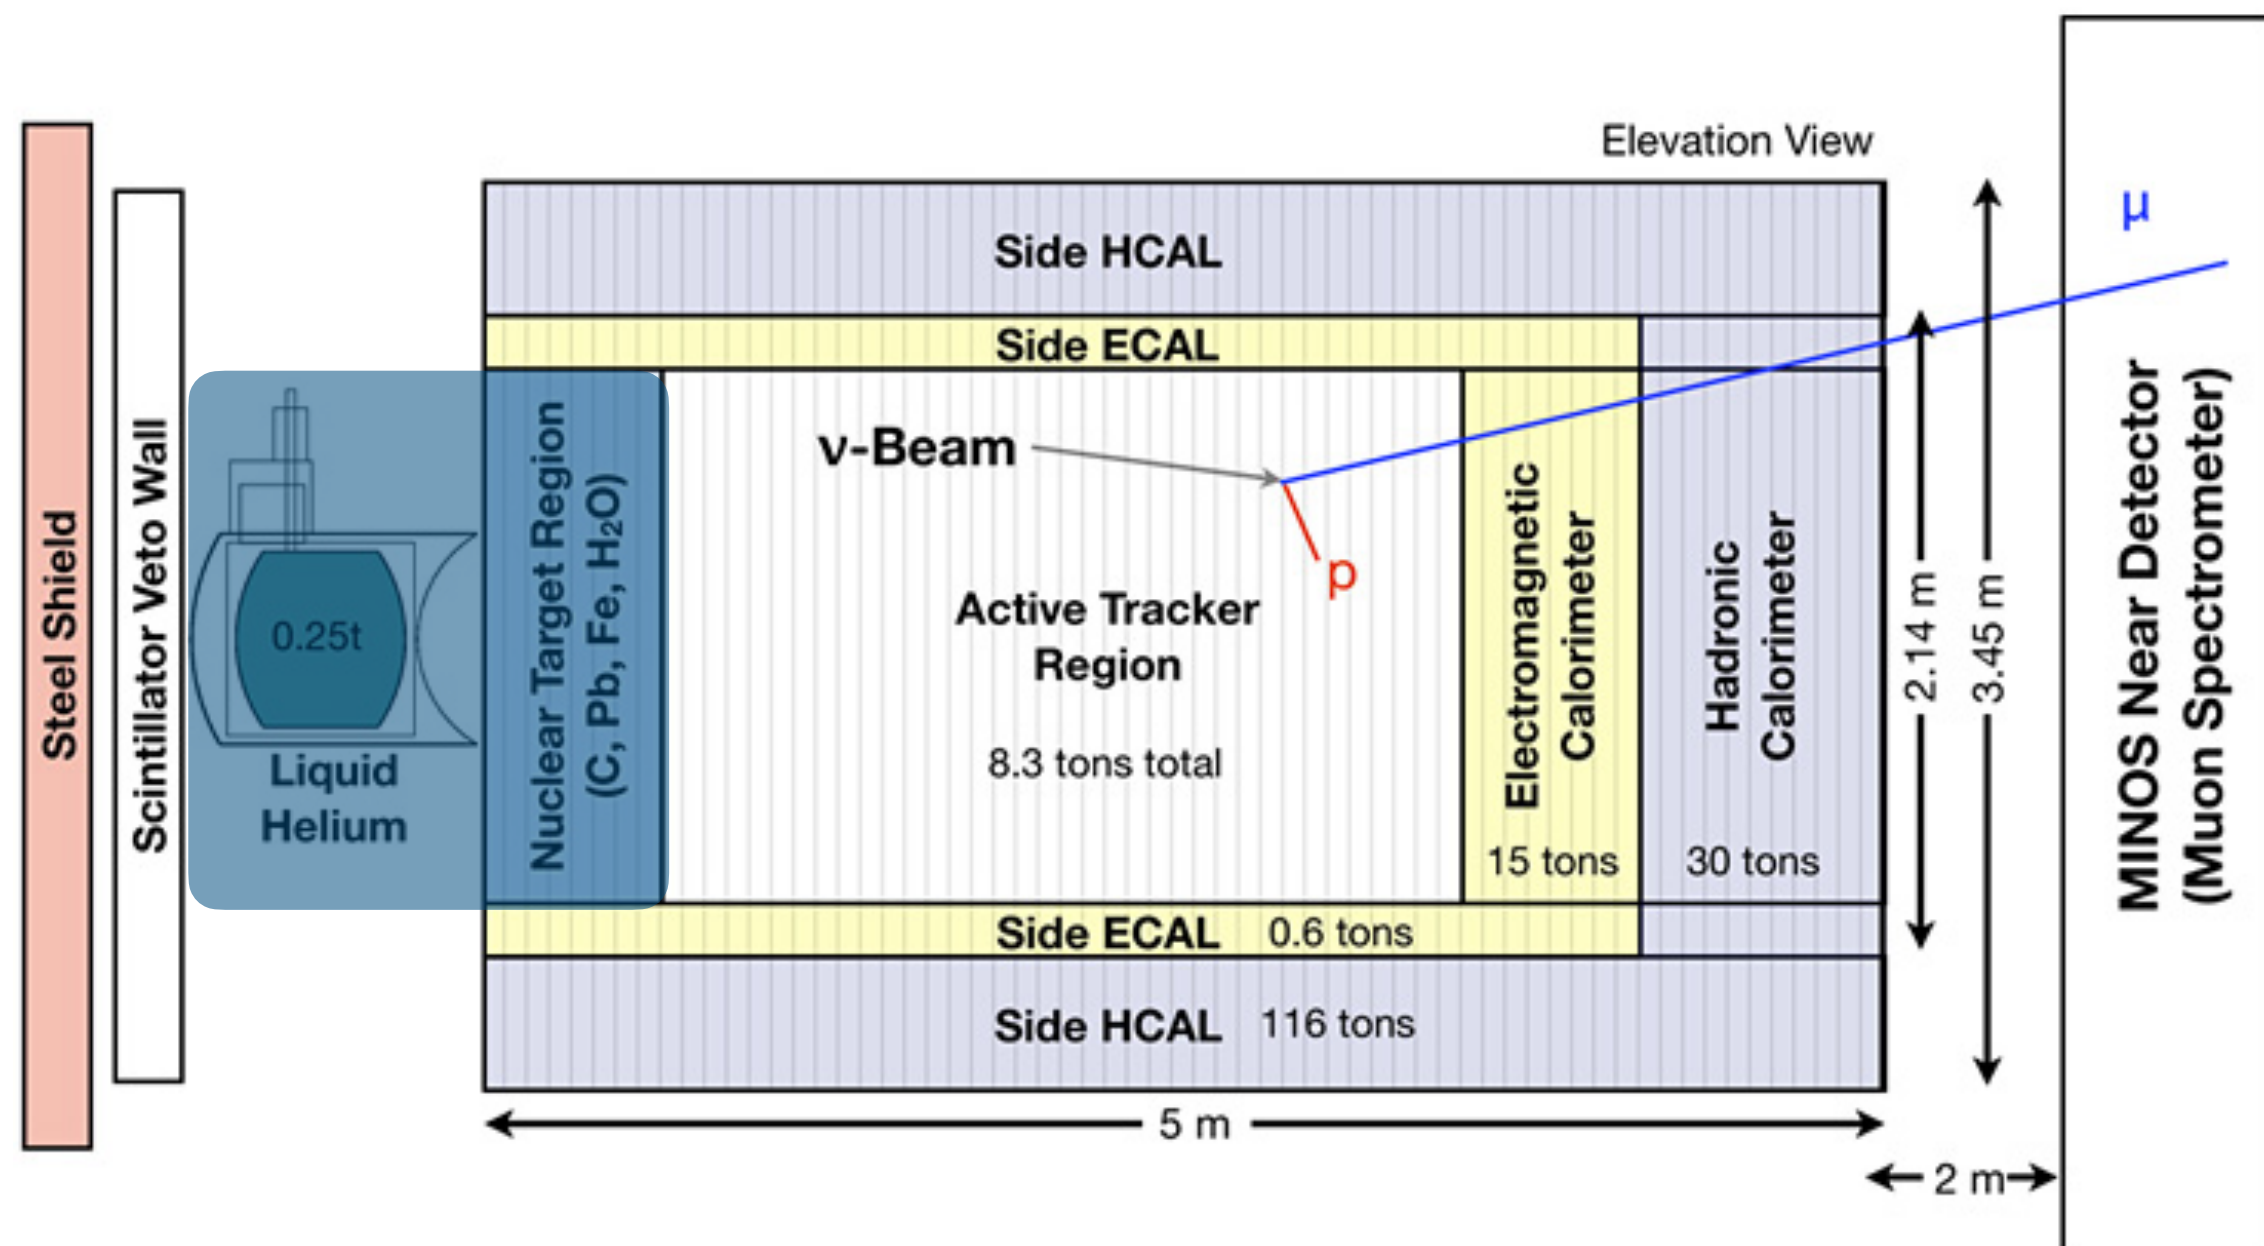 Elevation View
Steel Shield
Scintillator Veto Wall
0.25t
Liquid
Helium
Nuclear Target Region
(C, Pb, Fe, H₂O)
Side HCAL
Side ECAL
ν-Beam
p
μ
Active Tracker
Region
8.3 tons total
Electromagnetic
Calorimeter
15 tons
Hadronic
Calorimeter
30 tons
Side ECAL 0.6 tons
Side HCAL 116 tons
5 m
2 m
2.14 m
3.45 m
MINOS Near Detector
(Muon Spectrometer)